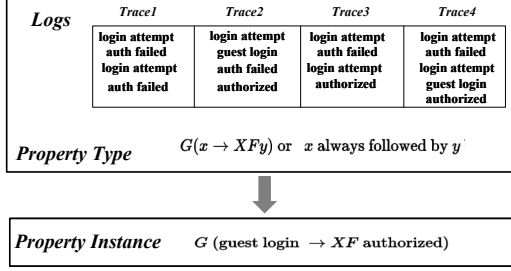 Logs
Trace1 Trace2 Trace3 Trace4
login attempt login attempt login attempt login attempt
auth failed guest login auth failed auth failed
login attempt auth failed login attempt login attempt
auth failed authorized authorized guest login
authorized
Property Type G(x → XFy) or x always followed by y
Property Instance G (guest login → XF authorized)